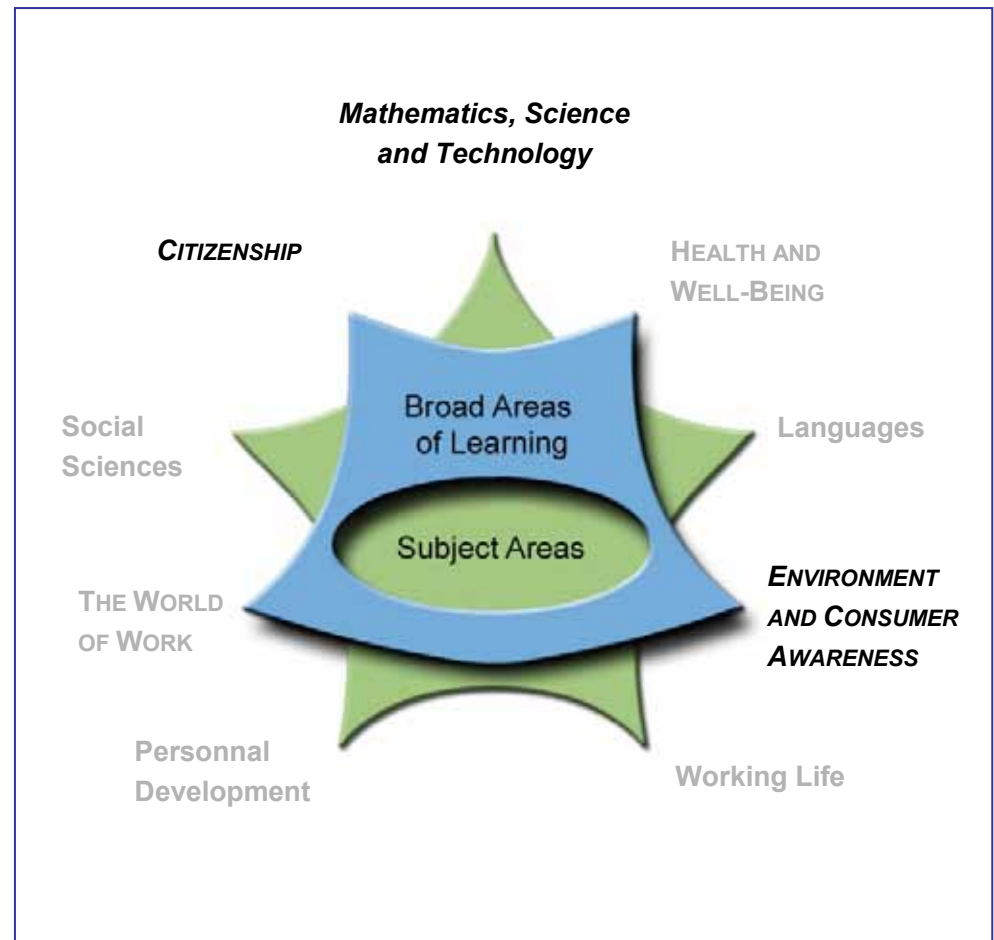 Mathematics, Science
and Technology
CITIZENSHIP
HEALTH AND
WELL-BEING
Broad Areas
of Learning
Social
Sciences
Languages
Subject Areas
ENVIRONMENT
AND CONSUMER
AWARENESS
THE WORLD
OF WORK
Personnal
Development
Working Life